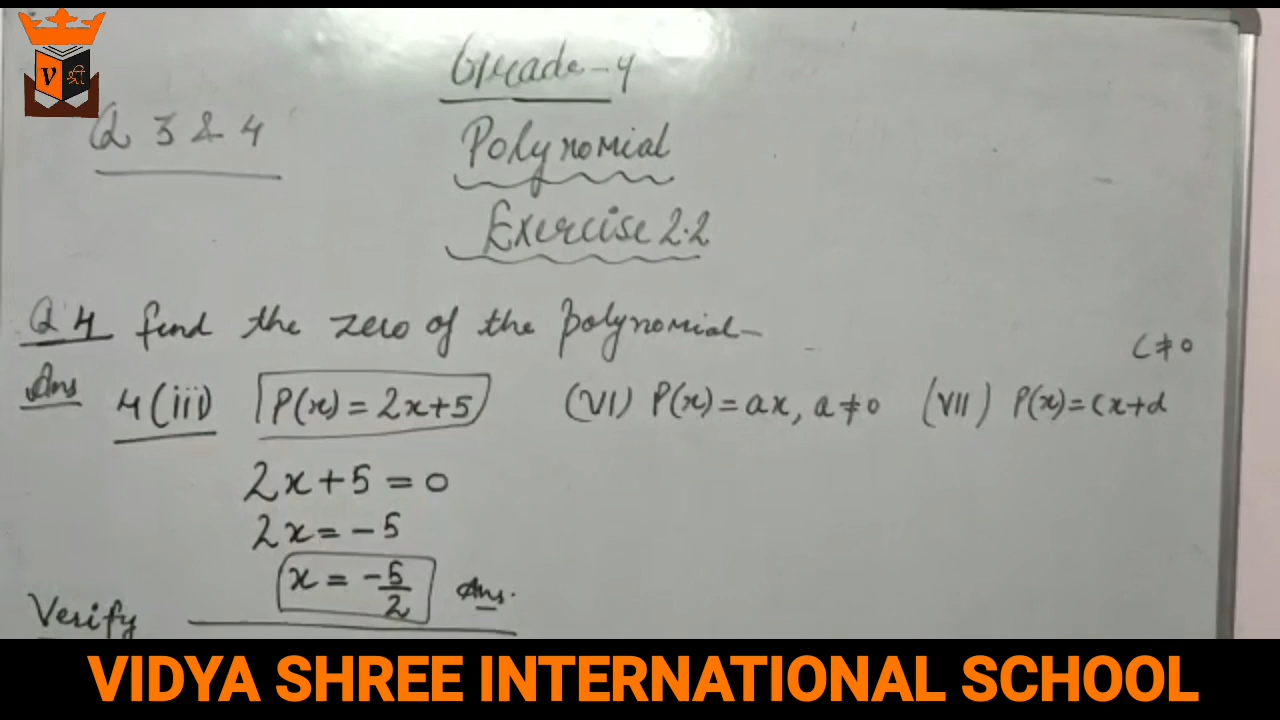 V श्री
Grade-9
Q 3 & 4
Polynomial
Exercise 2.2
Q 4 find the zero of the polynomial-
C≠0
Ans 4(iii) P(x) = 2x+5 (VI) P(x) = ax, a≠0 (VII) P(x) = Cx+d
2x+5 = 0
2x = -5
x = -5/2 Ans.
Verify
VIDYA SHREE INTERNATIONAL SCHOOL